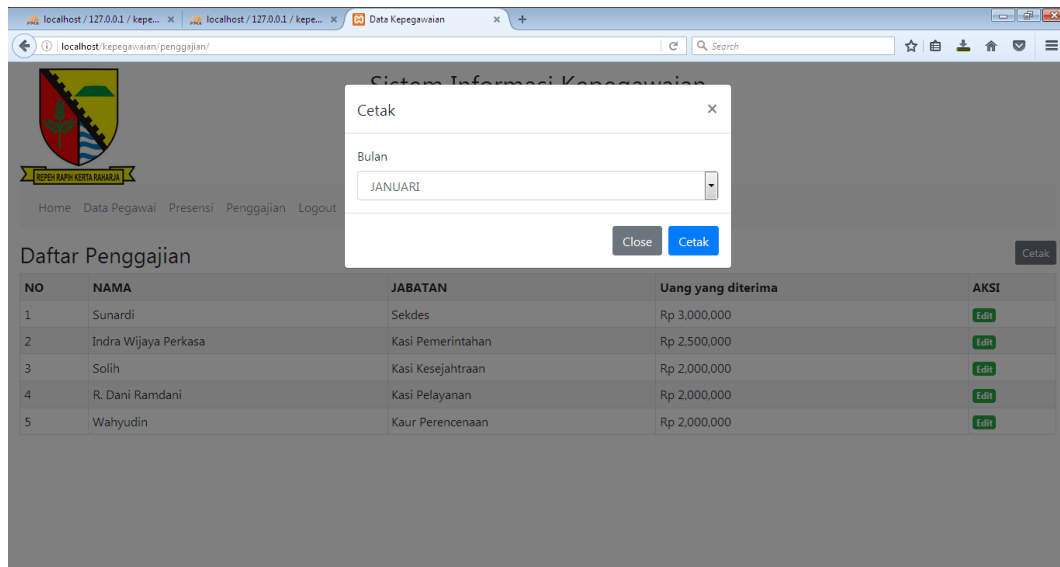 localhost / 127.0.0.1 / kepe... localhost / 127.0.0.1 / kepe... Data Kepegawaian
localhost/kepegawaian/penggajian/ Search
Sistem Informasi Kepegawaian
REPEH RAPIH KERTA RAHARJA
Home Data Pegawai Presensi Penggajian Logout
Cetak ×
Bulan
JANUARI
Close Cetak
Daftar Penggajian Cetak
NO NAMA JABATAN Uang yang diterima AKSI
1 Sunardi Sekdes Rp 3,000,000 Edit
2 Indra Wijaya Perkasa Kasi Pemerintahan Rp 2,500,000 Edit
3 Solih Kasi Kesejahtraan Rp 2,000,000 Edit
4 R. Dani Ramdani Kasi Pelayanan Rp 2,000,000 Edit
5 Wahyudin Kaur Perencenaan Rp 2,000,000 Edit